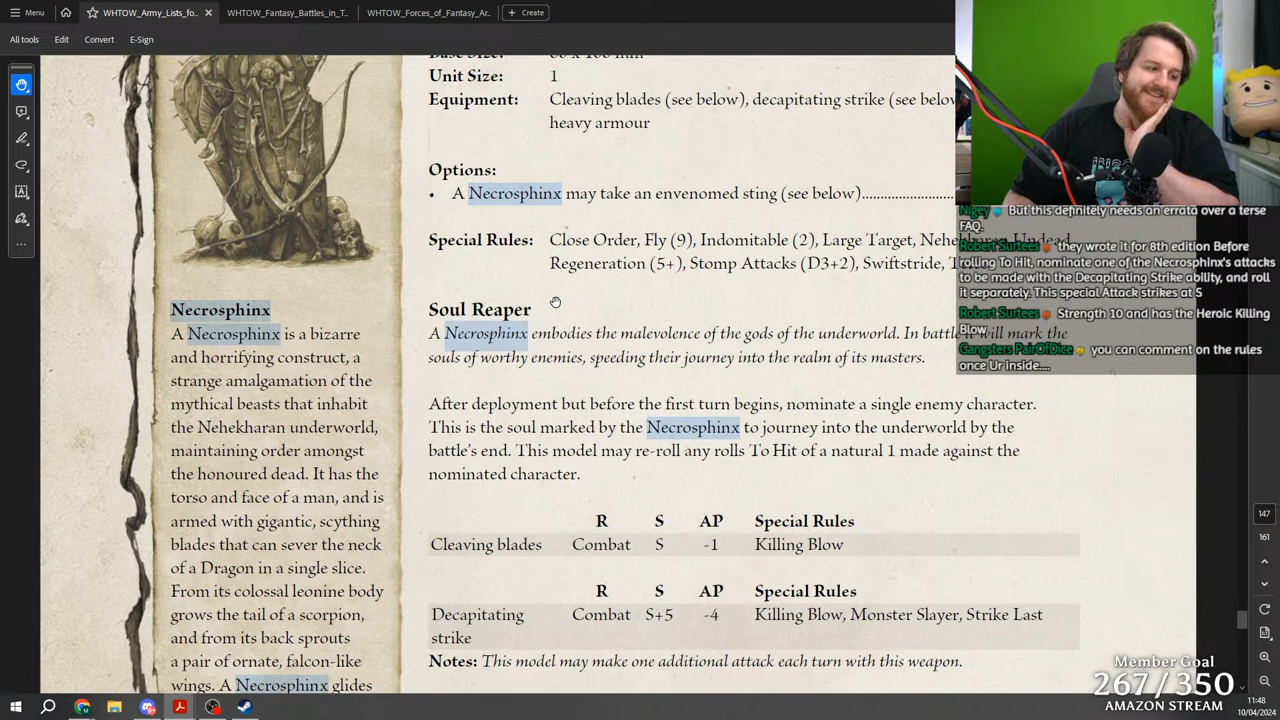 Menu
WHTOW_Army_Lists_fo...
WHTOW_Fantasy_Battles_in_T...
WHTOW_Forces_of_Fantasy_Ar...
Create
All tools
Edit
Convert
E-Sign
Unit Size: 1
Equipment: Cleaving blades (see below), decapitating strike (see below
heavy armour
Options:
• A Necrosphinx may take an envenomed sting (see below)
Special Rules: Close Order, Fly (9), Indomitable (2), Large Target, Undead
Regeneration (5+), Stomp Attacks (D3+2), Swiftstride,
Soul Reaper
A Necrosphinx embodies the malevolence of the gods of the underworld. In battle it will mark the
souls of worthy enemies, speeding their journey into the realm of its masters.
After deployment but before the first turn begins, nominate a single enemy character.
This is the soul marked by the Necrosphinx to journey into the underworld by the
battle's end. This model may re-roll any rolls To Hit of a natural 1 made against the
nominated character.
R S AP Special Rules
Cleaving blades Combat S -1 Killing Blow
R S AP Special Rules
Decapitating Combat S+5 -4 Killing Blow, Monster Slayer, Strike Last
strike
Notes: This model may make one additional attack each turn with this weapon.
Necrosphinx
A Necrosphinx is a bizarre
and horrifying construct, a
strange amalgamation of the
mythical beasts that inhabit
the Nehekharan underworld,
maintaining order amongst
the honoured dead. It has the
torso and face of a man, and is
armed with gigantic, scything
blades that can sever the neck
of a Dragon in a single slice.
From its colossal leonine body
grows the tail of a scorpion,
and from its back sprouts
a pair of ornate, falcon-like
wings. A Necrosphinx glides
Nigey But this definitely needs an errata over a terse
FAQ.
Robert Surtees they wrote it for 8th edition Before
rolling To Hit, nominate one of the Necrosphinx's attacks
to be made with the Decapitating Strike ability, and roll
it separately. This special Attack strikes at S
Robert Surtees Strength 10 and has the Heroic Killing
Blow
Gangsters PairOfDice you can comment on the rules
once Ur inside....
147
161
Member Goal
267/350
AMAZON STREAM
11:48
10/04/2024